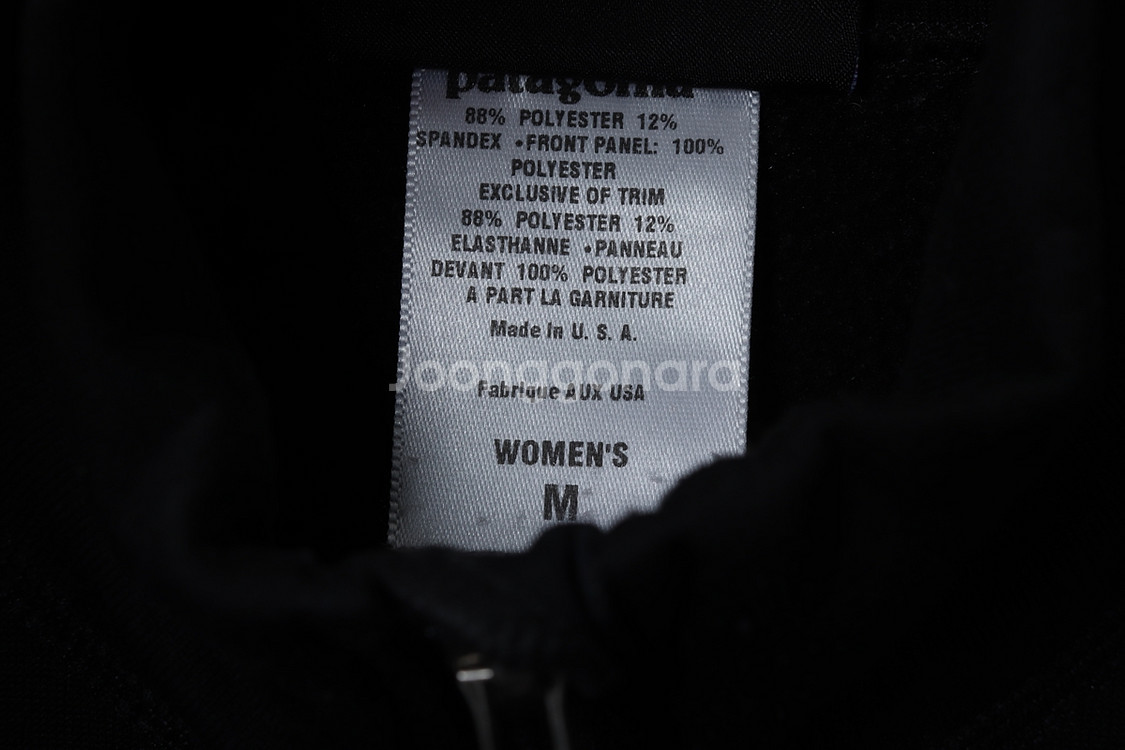 patagonia
88% POLYESTER 12%
SPANDEX •FRONT PANEL: 100%
POLYESTER
EXCLUSIVE OF TRIM
88% POLYESTER 12%
ELASTHANNE •PANNEAU
DEVANT 100% POLYESTER
A PART LA GARNITURE
Made In U. S. A.
Joonggonara
Fabrique AUX USA
WOMEN'S
M